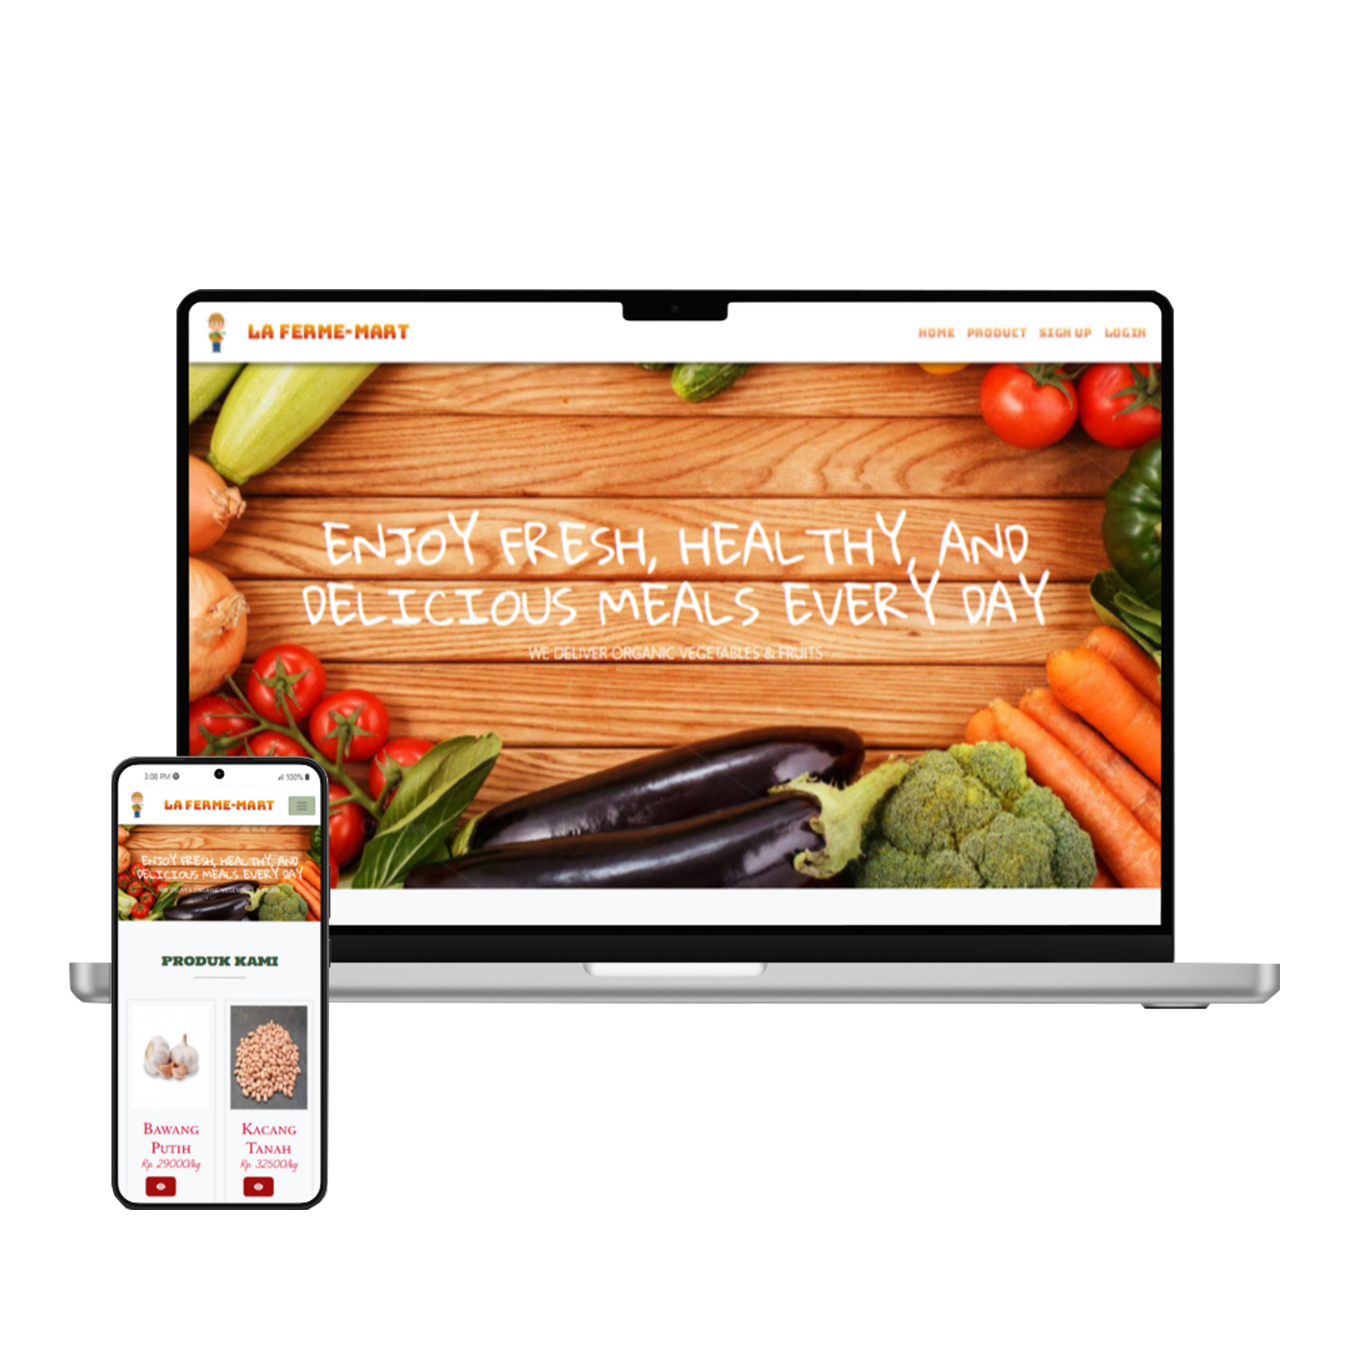 LA FERME-MART
HOME PRODUCT SIGN UP LOGIN
ENJOY FRESH, HEALTHY, AND
DELICIOUS MEALS EVERY DAY
WE DELIVER ORGANIC VEGETABLES & FRUITS
3:08 PM
100%
LA FERME-MART
ENJOY FRESH, HEALTHY, AND
DELICIOUS MEALS EVERY DAY
WE DELIVER ORGANIC VEGETABLES & FRUITS
PRODUK KAMI
BAWANG
PUTIH
Rp. 29000/kg
KACANG
TANAH
Rp. 32500/kg